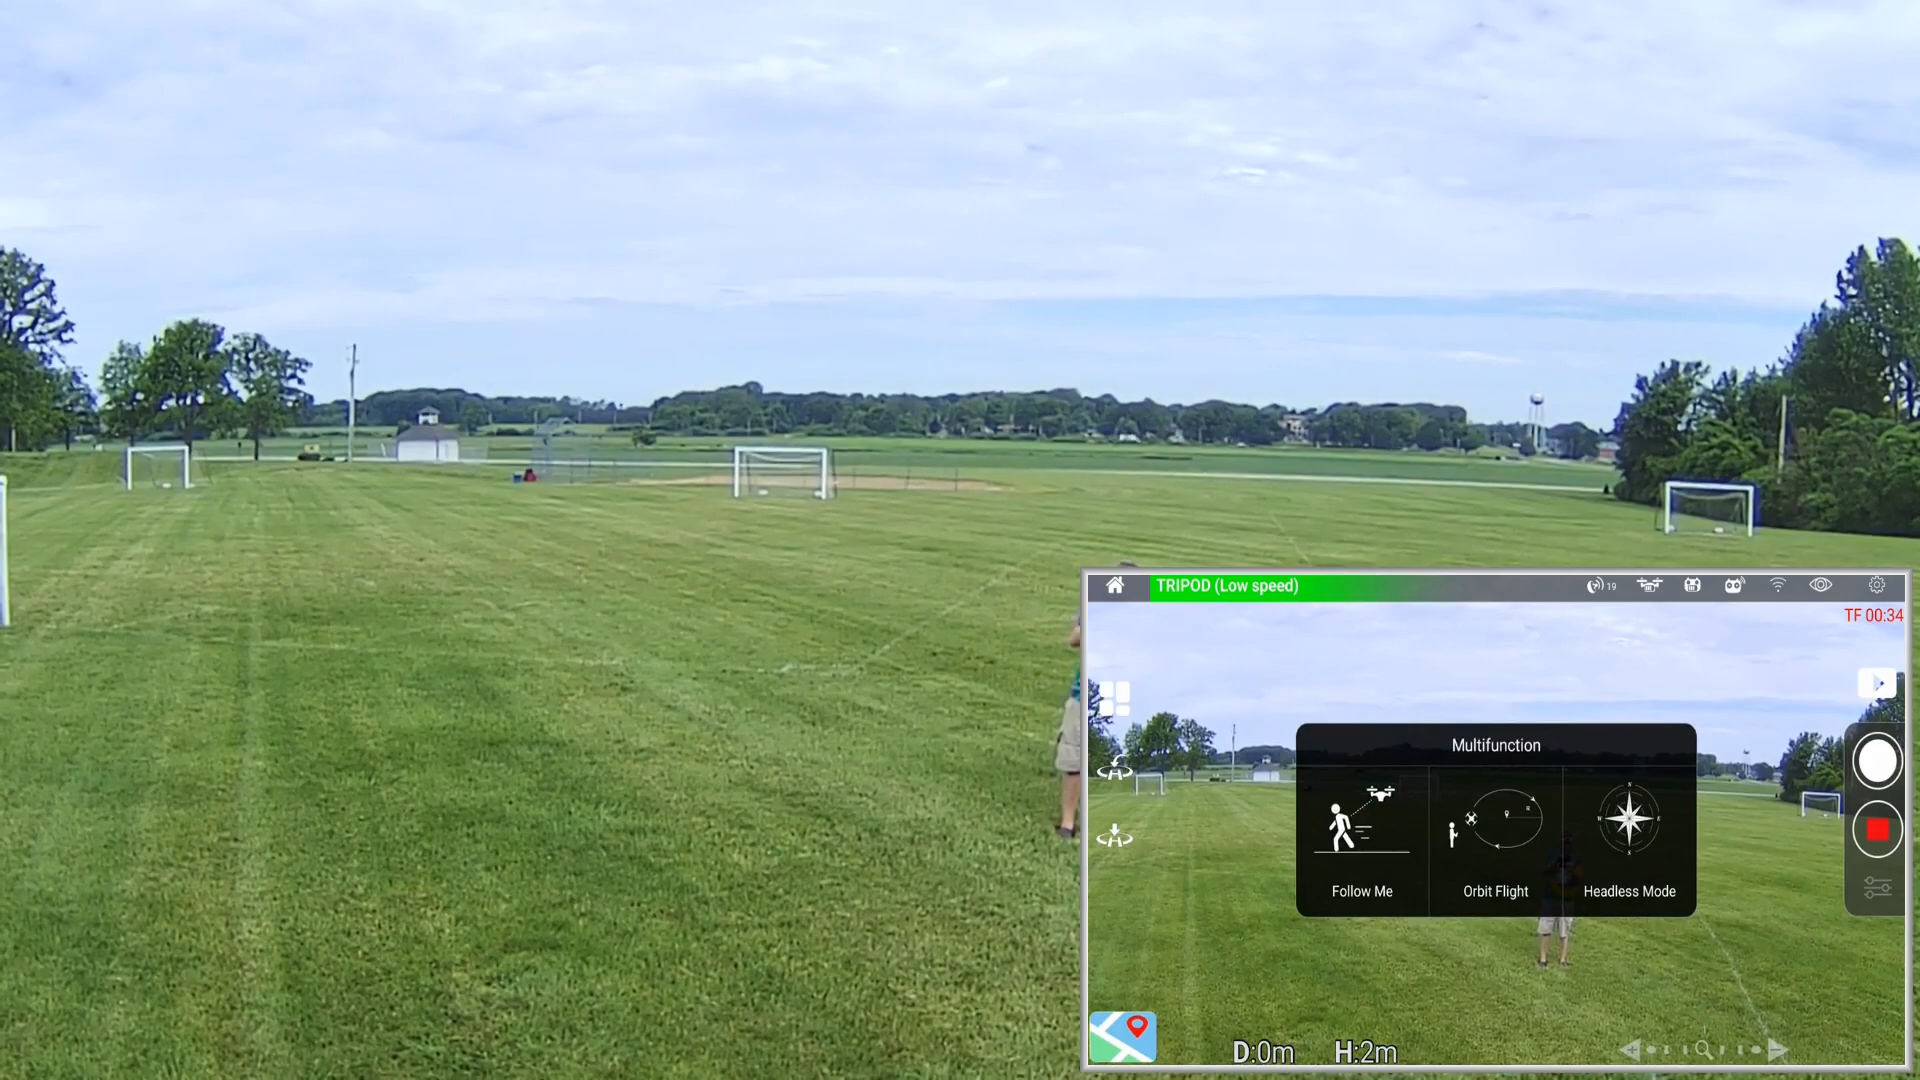 TRIPOD (Low speed)
19
TF 00:34
Multifunction
Follow Me
Orbit Flight
Headless Mode
D:0m
H:2m